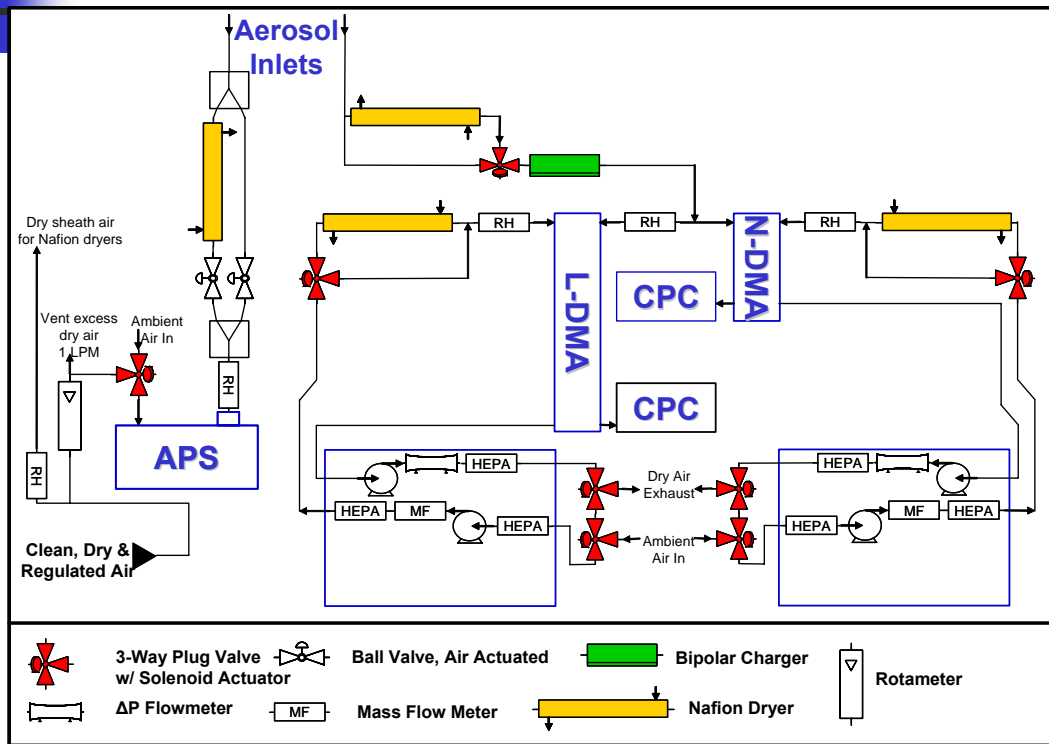 Aerosol
Inlets
Dry sheath air
for Nafion dryers
RH
RH
RH
RH
N-DMA
L-DMA
CPC
Vent excess
dry air
1 LPM
Ambient
Air In
RH
CPC
APS
RH
HEPA
HEPA
Dry Air
Exhaust
HEPA
MF
HEPA
HEPA
MF
HEPA
Ambient
Air In
Clean, Dry &
Regulated Air
3-Way Plug Valve
w/ Solenoid Actuator
Ball Valve, Air Actuated
Bipolar Charger
Rotameter
ΔP Flowmeter
MF
Mass Flow Meter
Nafion Dryer